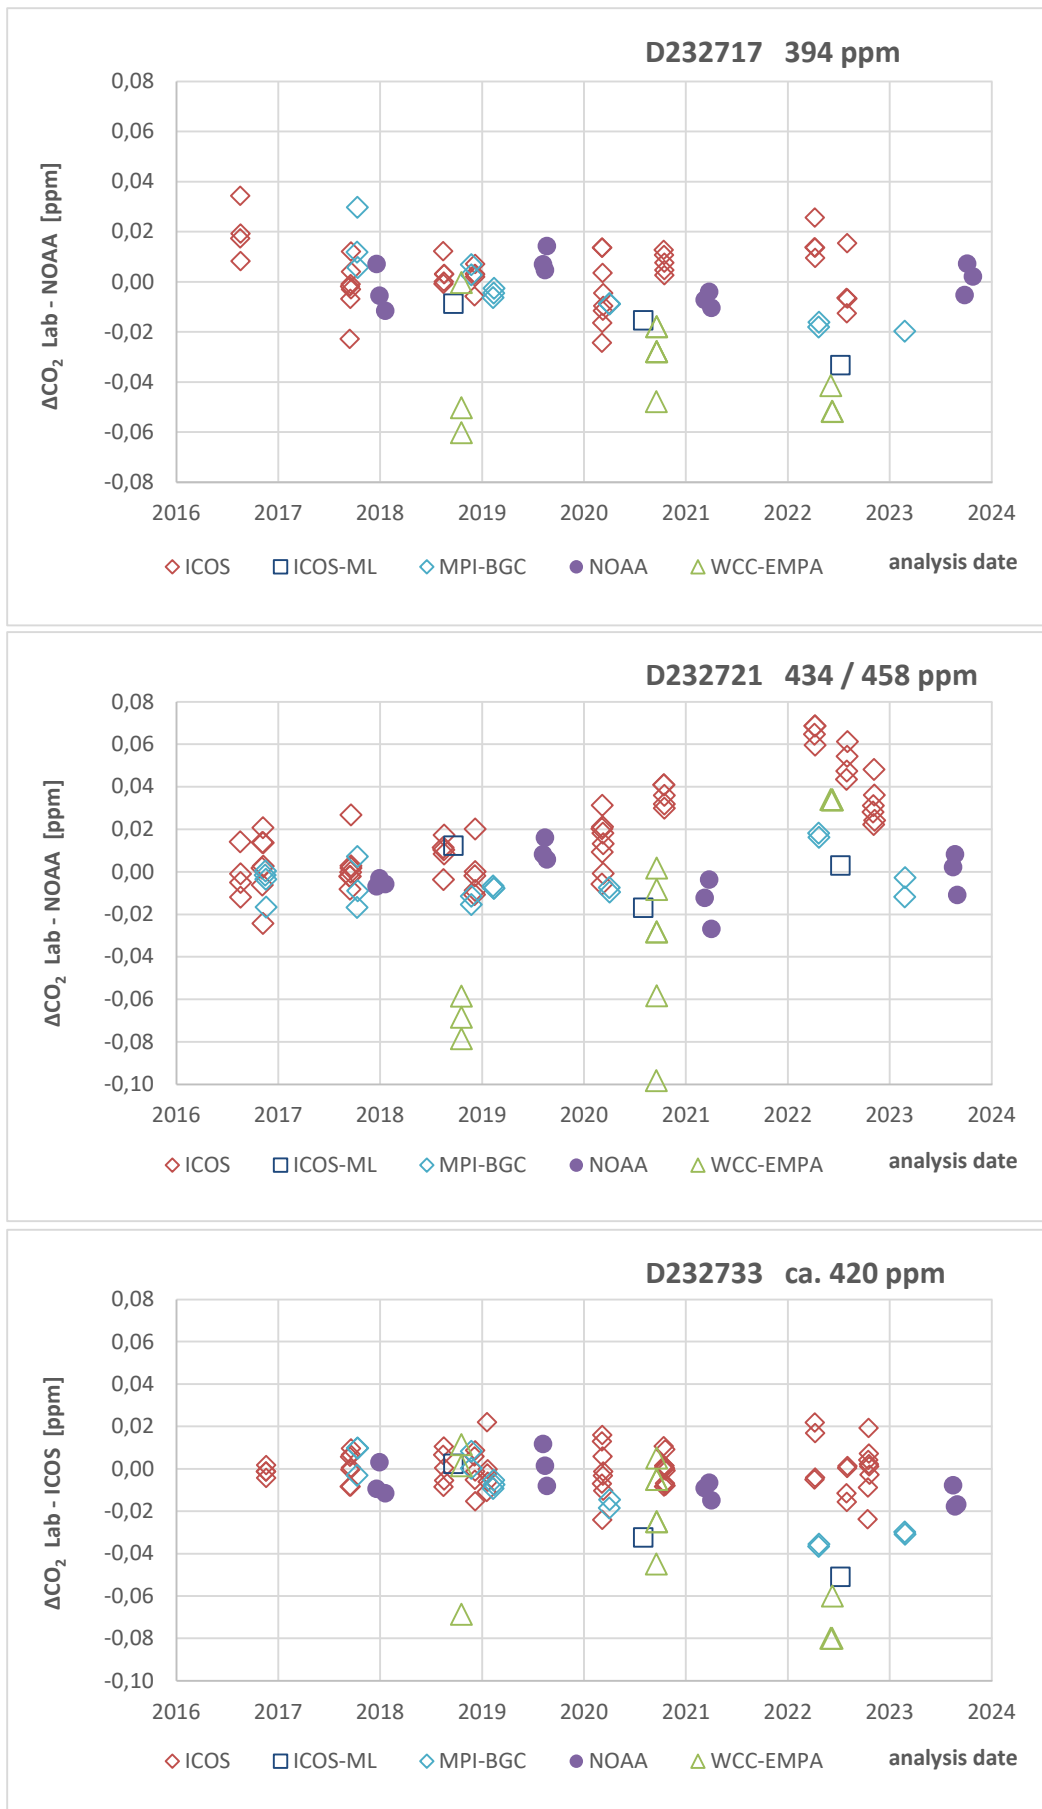 D232717 394 ppm
ΔCO₂ Lab - NOAA [ppm]
0,08
0,06
0,04
0,02
0,00
-0,02
-0,04
-0,06
-0,08
2016 2017 2018 2019 2020 2021 2022 2023 2024
ICOS ICOS-ML MPI-BGC NOAA WCC-EMPA analysis date
D232721 434 / 458 ppm
ΔCO₂ Lab - NOAA [ppm]
0,08
0,06
0,04
0,02
0,00
-0,02
-0,04
-0,06
-0,08
-0,10
2016 2017 2018 2019 2020 2021 2022 2023 2024
ICOS ICOS-ML MPI-BGC NOAA WCC-EMPA analysis date
D232733 ca. 420 ppm
ΔCO₂ Lab - ICOS [ppm]
0,08
0,06
0,04
0,02
0,00
-0,02
-0,04
-0,06
-0,08
-0,10
2016 2017 2018 2019 2020 2021 2022 2023 2024
ICOS ICOS-ML MPI-BGC NOAA WCC-EMPA analysis date